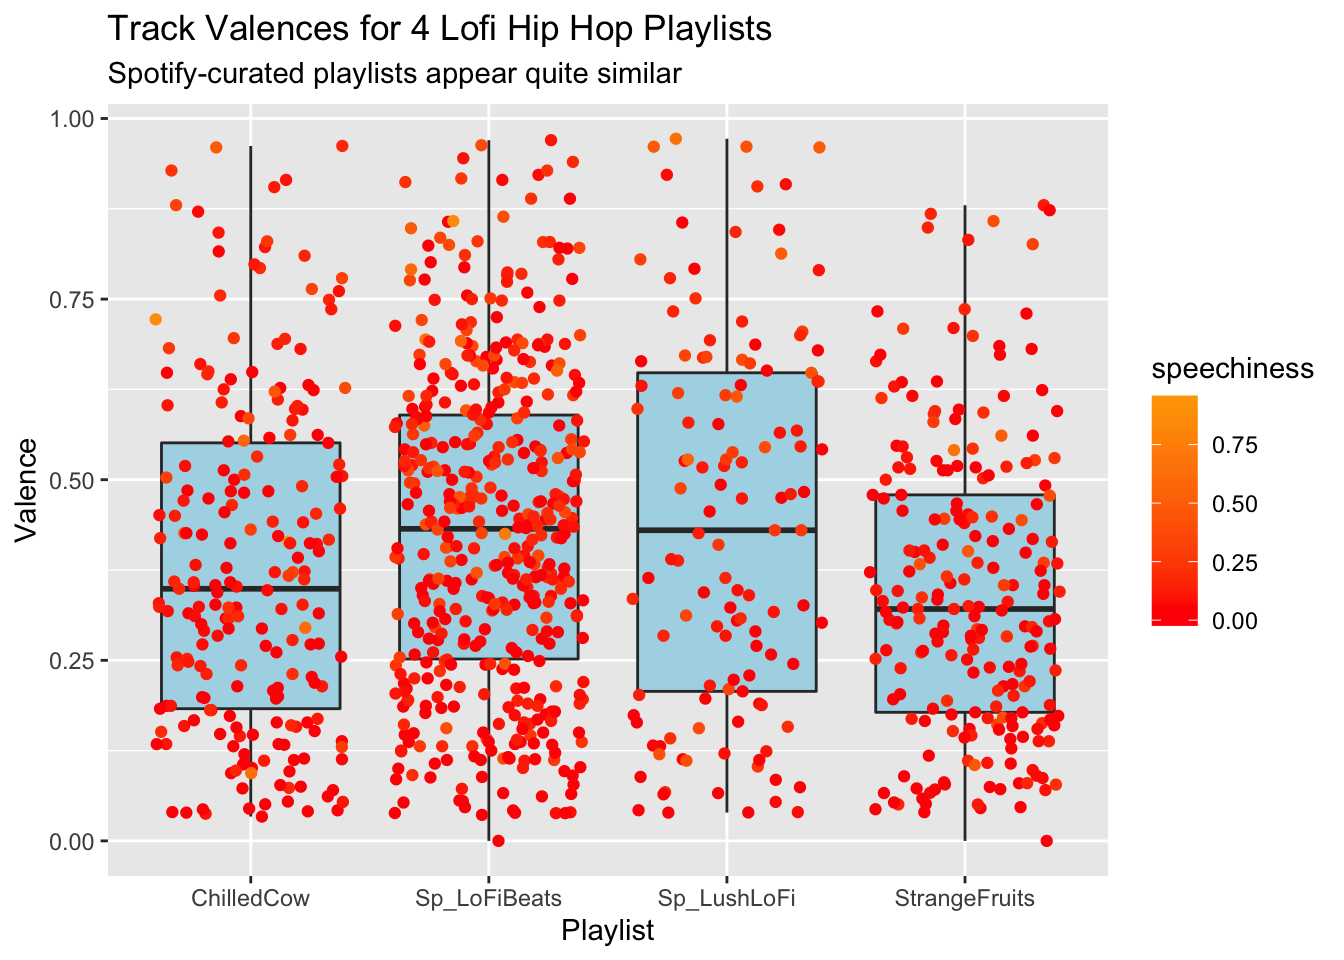 Track Valences for 4 Lofi Hip Hop Playlists
Spotify-curated playlists appear quite similar
1.00
0.75
0.50
0.25
0.00
Valence
ChilledCow
Sp_LoFiBeats
Sp_LushLoFi
StrangeFruits
Playlist
speechiness
0.75
0.50
0.25
0.00